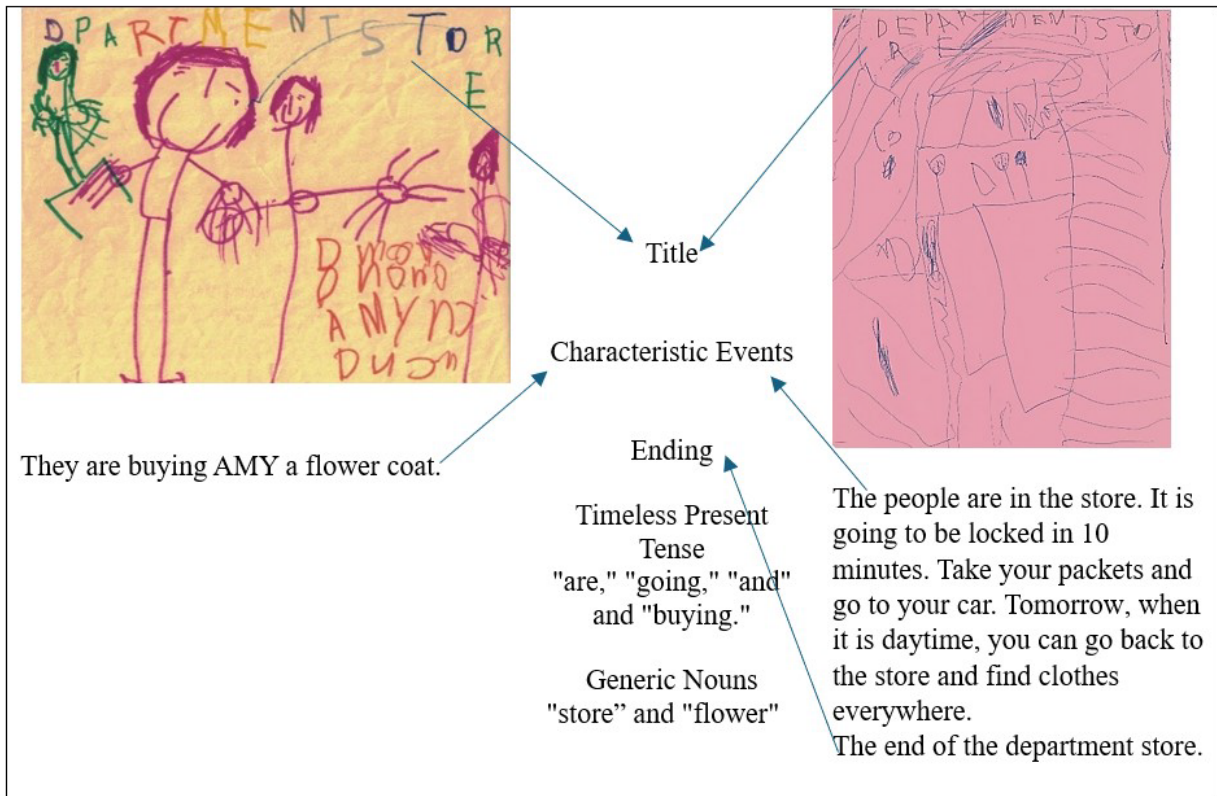 DPARTMENTSTOR
E
AMY
They are buying AMY a flower coat.
Title
Characteristic Events
Ending
Timeless Present
Tense
"are," "going," "and"
and "buying."
Generic Nouns
"store” and "flower"
DEPARTMENTSTO
R E
The people are in the store. It is
going to be locked in 10
minutes. Take your packets and
go to your car. Tomorrow, when
it is daytime, you can go back to
the store and find clothes
everywhere.
The end of the department store.